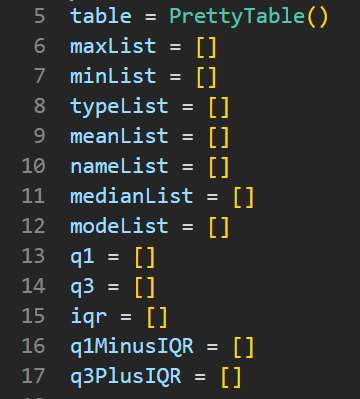 5 table = PrettyTable()
6 maxList = []
7 minList = []
8 typeList = []
9 meanList = []
10 nameList = []
11 medianList = []
12 modeList = []
13 q1 = []
14 q3 = []
15 iqr = []
16 q1MinusIQR = []
17 q3PlusIQR = []